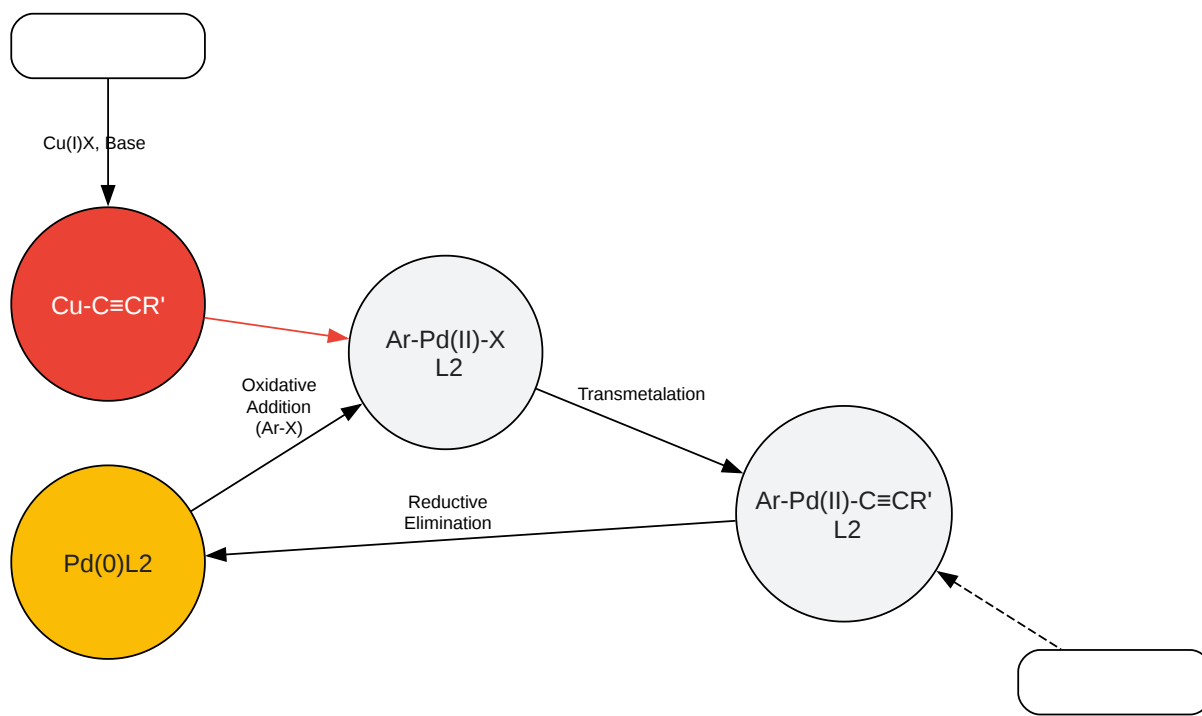 Cu(I)X, Base
Cu-C≡CR'
Ar-Pd(II)-X
L2
Oxidative
Addition
(Ar-X)
Transmetalation
Reductive
Elimination
Ar-Pd(II)-C≡CR'
L2
Pd(0)L2